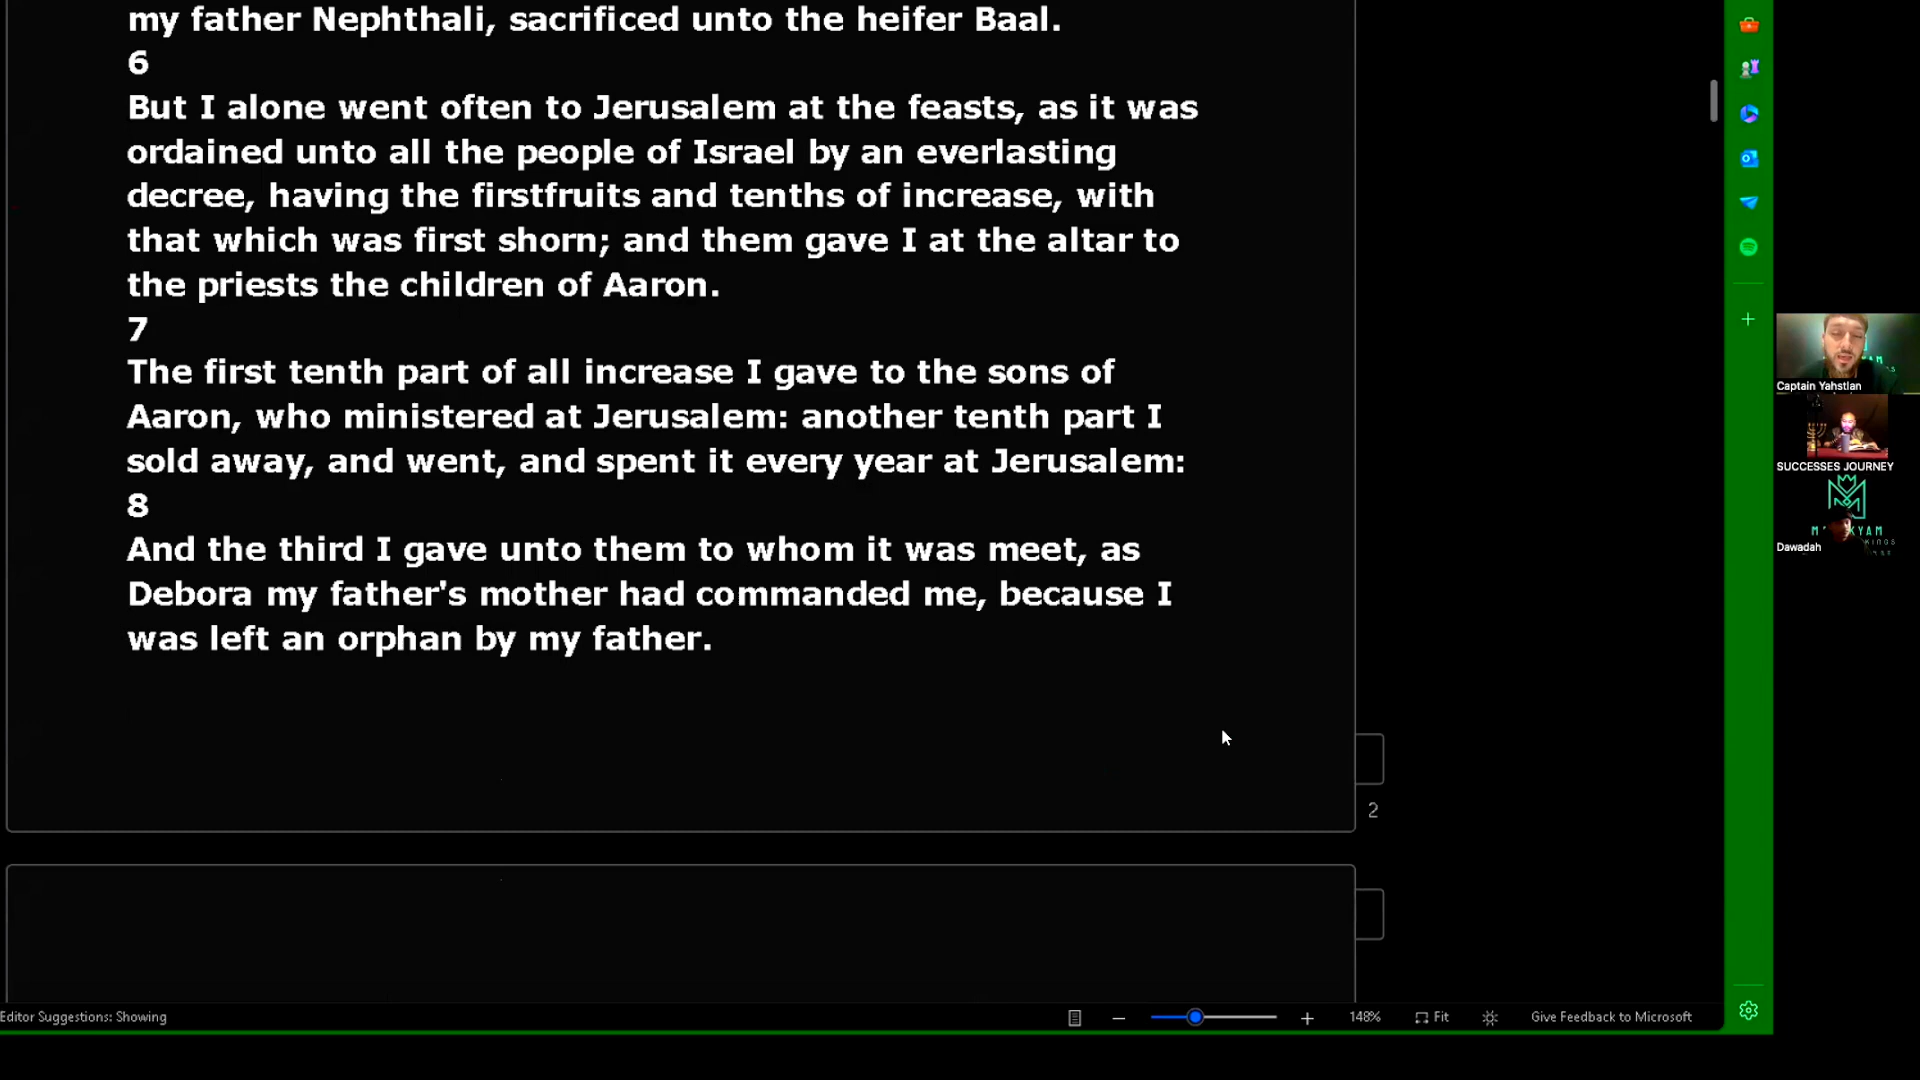 my father Nephthali, sacrificed unto the heifer Baal.
6
But I alone went often to Jerusalem at the feasts, as it was
ordained unto all the people of Israel by an everlasting
decree, having the firstfruits and tenths of increase, with
that which was first shorn; and them gave I at the altar to
the priests the children of Aaron.
7
The first tenth part of all increase I gave to the sons of
Aaron, who ministered at Jerusalem: another tenth part I
sold away, and went, and spent it every year at Jerusalem:
8
And the third I gave unto them to whom it was meet, as
Debora my father's mother had commanded me, because I
was left an orphan by my father.
2
Captain Yahstlan
SUCCESSES JOURNEY
Dawadah
Editor Suggestions: Showing
148%
Fit
Give Feedback to Microsoft